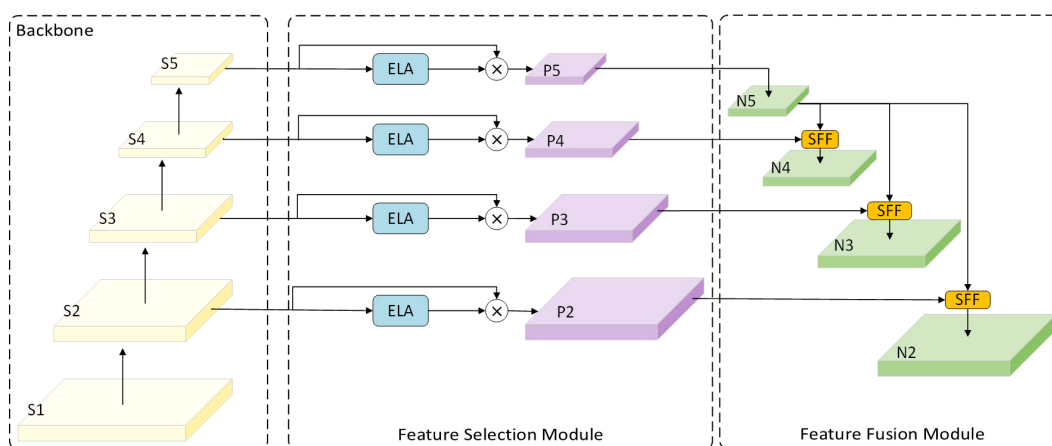 Backbone
S5
ELA
×
P5
N5
S4
ELA
×
P4
SFF
N4
S3
ELA
×
P3
SFF
N3
S2
ELA
×
P2
SFF
N2
S1
Feature Selection Module
Feature Fusion Module